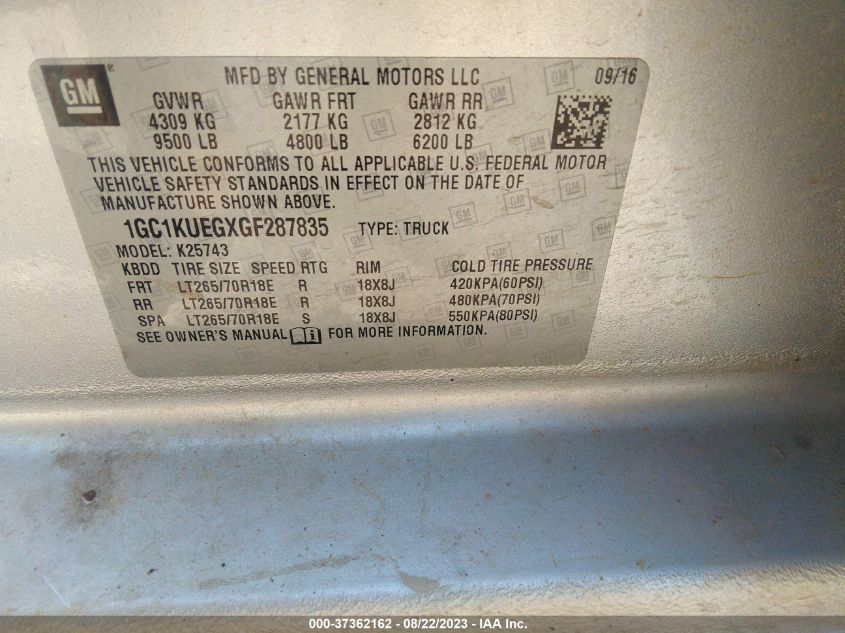 GM ® MFD BY GENERAL MOTORS LLC 09/16
GVWR GAWR FRT GAWR RR
4309 KG 2177 KG 2812 KG
9500 LB 4800 LB 6200 LB
THIS VEHICLE CONFORMS TO ALL APPLICABLE U.S. FEDERAL MOTOR
VEHICLE SAFETY STANDARDS IN EFFECT ON THE DATE OF
MANUFACTURE SHOWN ABOVE.
1GC1KUEGXGF287835 TYPE: TRUCK
MODEL: K25743
KBDD TIRE SIZE SPEED RTG RIM COLD TIRE PRESSURE
FRT LT265/70R18E R 18X8J 420KPA(60PSI)
RR LT265/70R18E R 18X8J 480KPA(70PSI)
SPA LT265/70R18E S 18X8J 550KPA(80PSI)
SEE OWNER'S MANUAL FOR MORE INFORMATION.
000-37362162 - 08/22/2023 - IAA Inc.